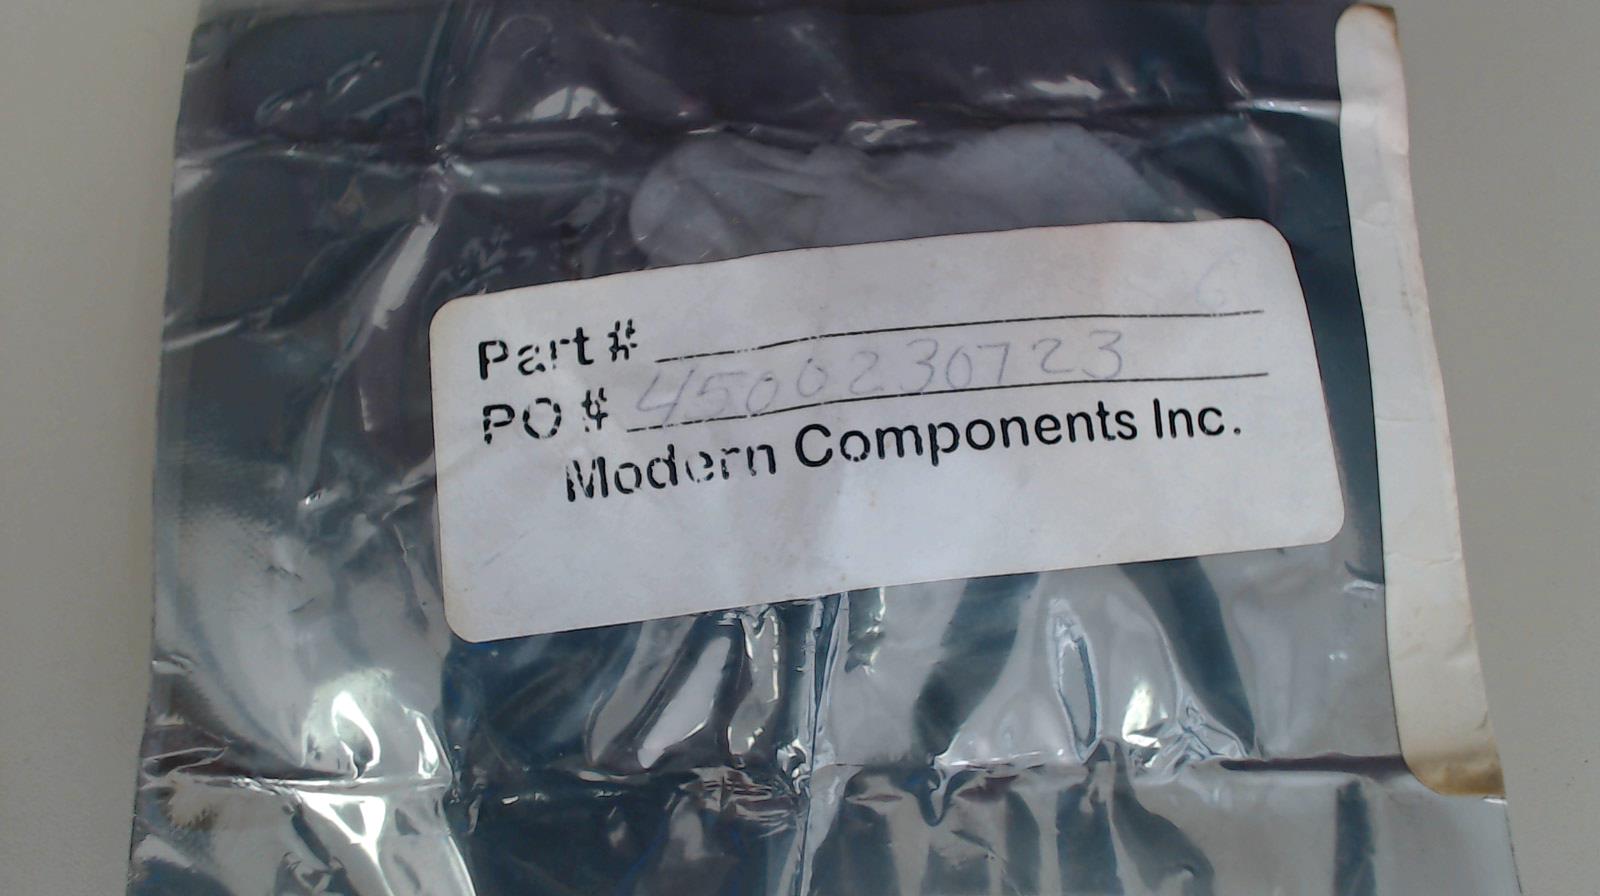 Part #
PO # 4500230723
Modern Components Inc.